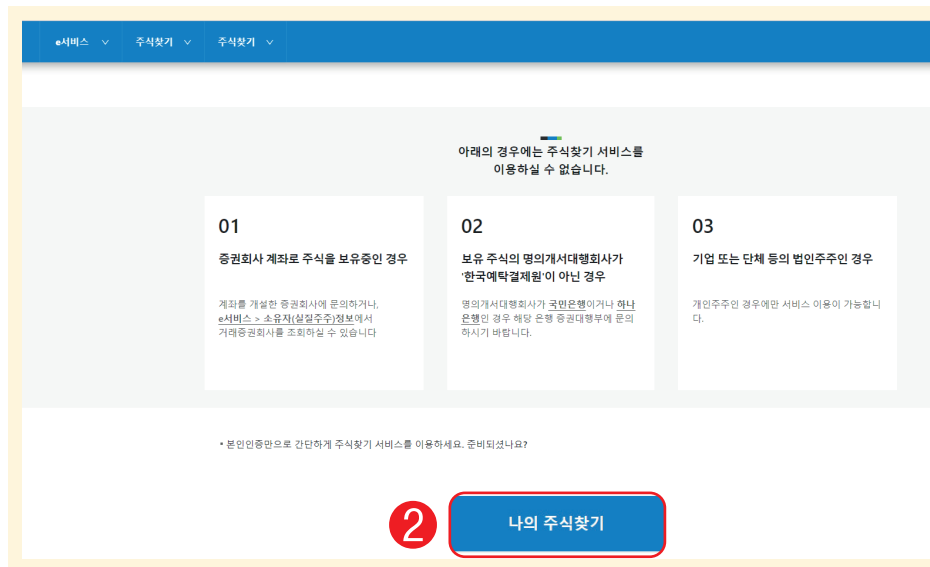 e서비스 주식찾기 주식찾기
아래의 경우에는 주식찾기 서비스를
이용하실 수 없습니다.
01
증권회사 계좌로 주식을 보유중인 경우
계좌를 개설한 증권회사에 문의하거나,
e서비스 > 소유자(실질주주)정보에서
거래증권회사를 조회하실 수 있습니다
02
보유 주식의 명의개서대행회사가
'한국예탁결제원'이 아닌 경우
명의개서대행회사가 국민은행이거나 하나
은행인 경우 해당 은행 증권대행부에 문의
하시기 바랍니다.
03
기업 또는 단체 등의 법인주주인 경우
개인주주인 경우에만 서비스 이용이 가능합니
다.
• 본인인증만으로 간단하게 주식찾기 서비스를 이용하세요. 준비되셨나요?
2
나의 주식찾기